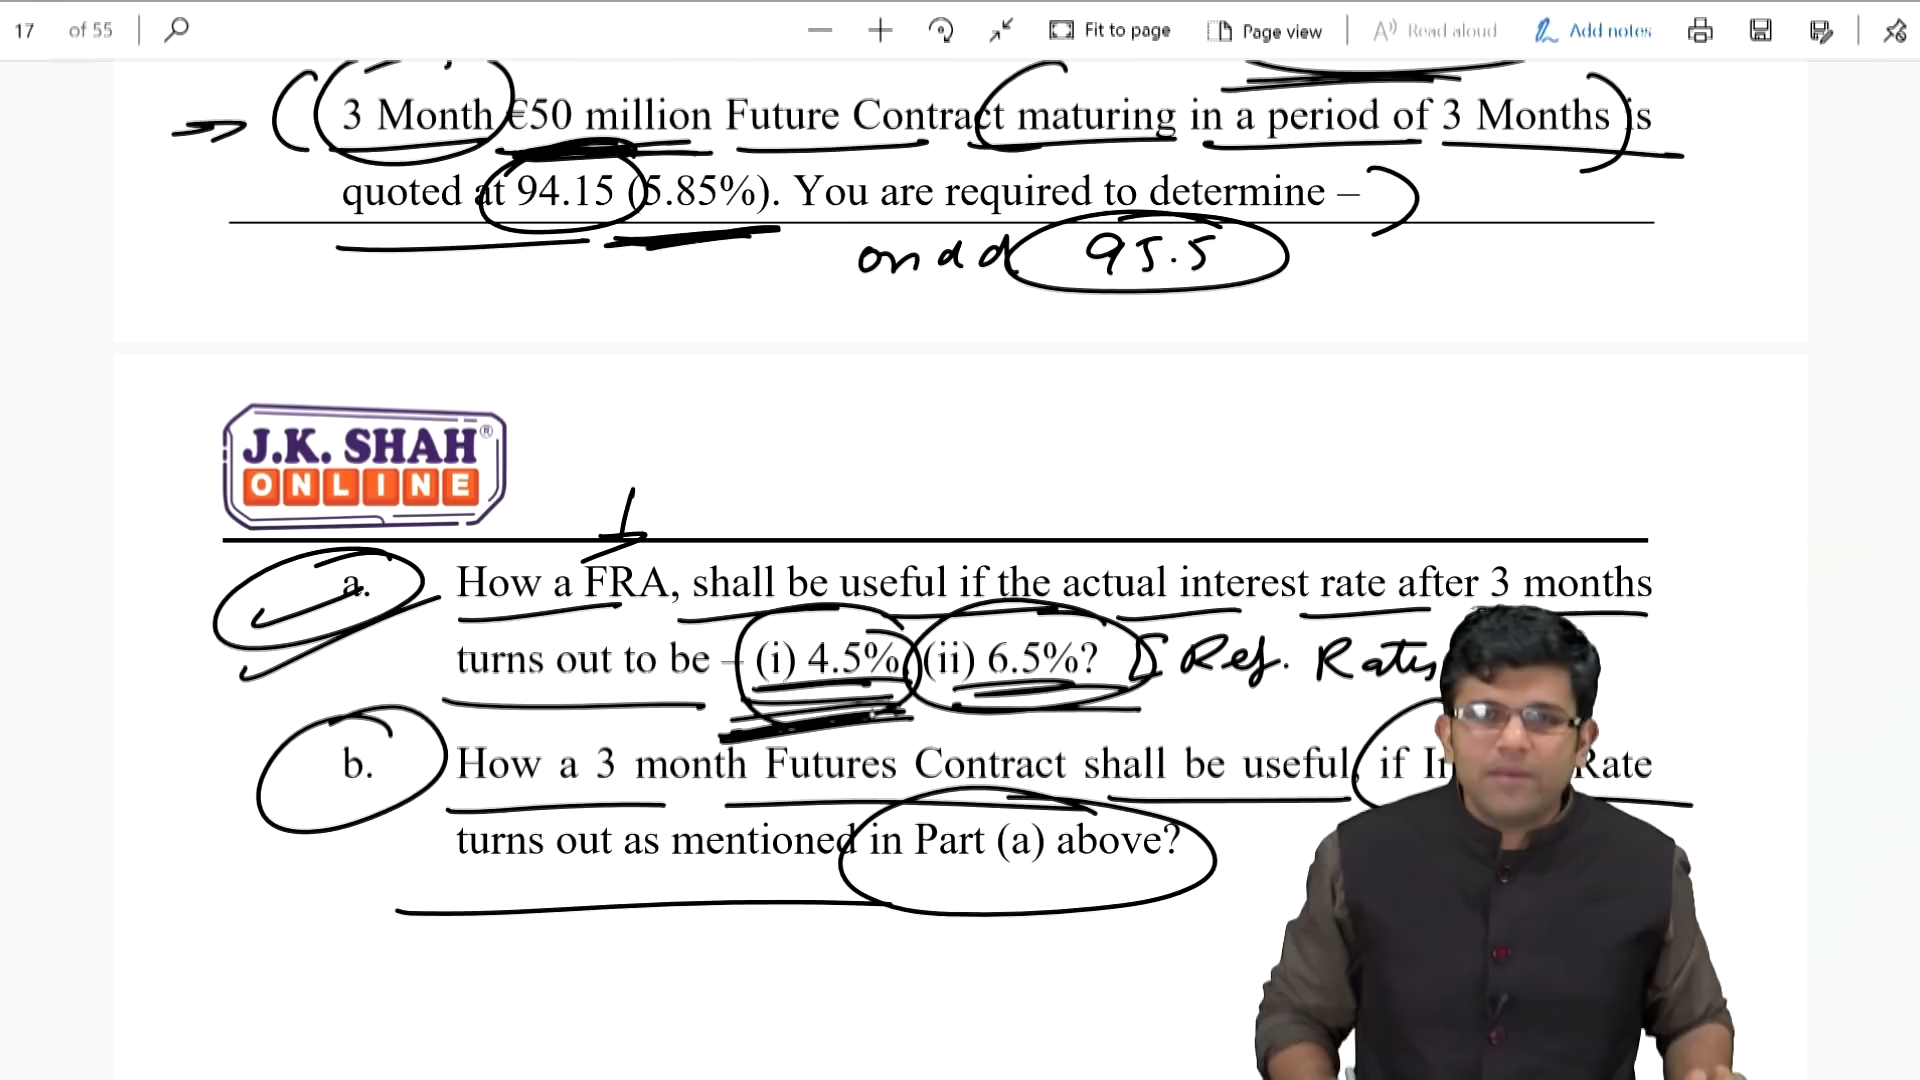 17 of 55 Fit to page Page view Read aloud Add notes
3 Month €50 million Future Contract maturing in a period of 3 Months is
quoted at 94.15 (5.85%). You are required to determine –
on dd 95.5
J.K. SHAH®
ONLINE
a. How a FRA, shall be useful if the actual interest rate after 3 months
turns out to be – (i) 4.5% (ii) 6.5%? Ref. Rates
b. How a 3 month Futures Contract shall be useful, if Rate
turns out as mentioned in Part (a) above?